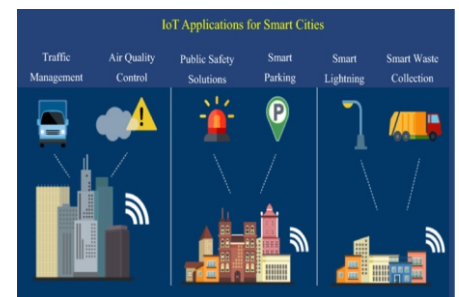 IoT Applications for Smart Cities
Traffic
Management
Air Quality
Control
Public Safety
Solutions
Smart
Parking
Smart
Lightning
Smart Waste
Collection
P